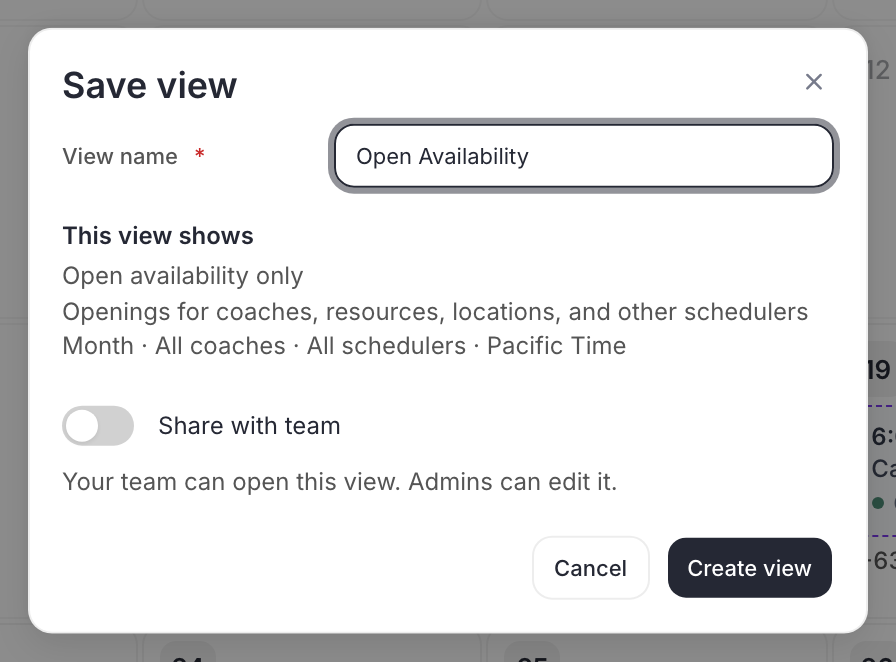 12
Save view
View name *
Open Availability
This view shows
Open availability only
Openings for coaches, resources, locations, and other schedulers
Month · All coaches · All schedulers · Pacific Time
19
Share with team
Your team can open this view. Admins can edit it.
Cancel
Create view